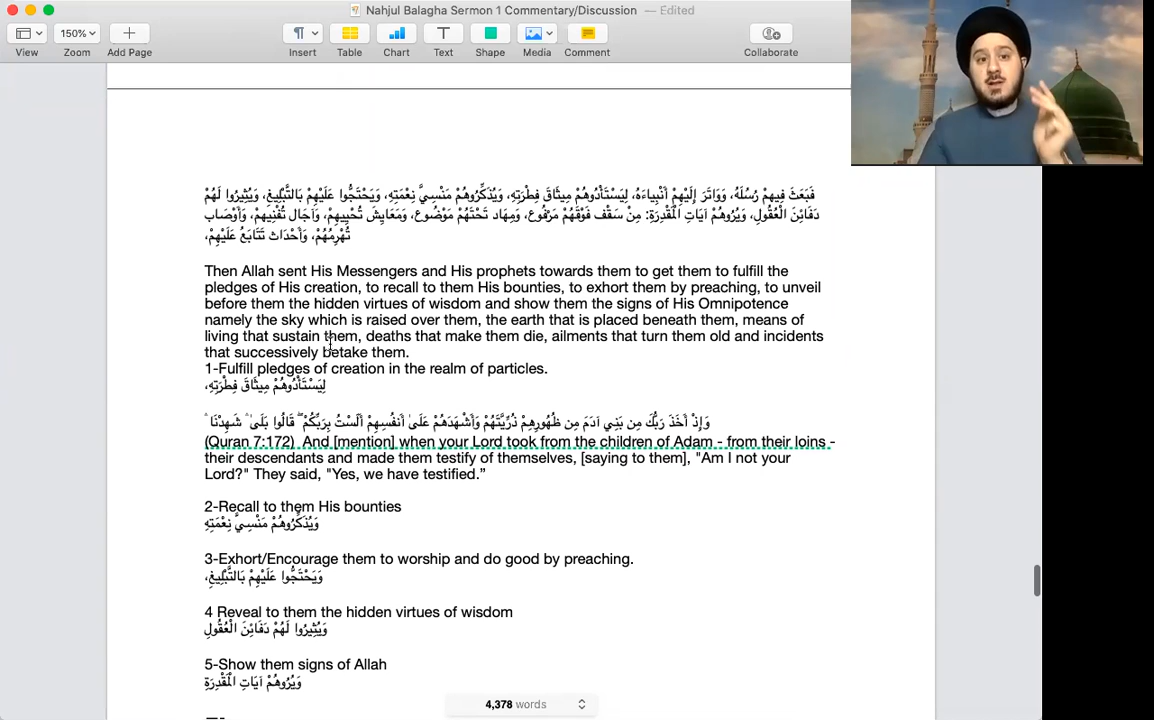 Nahjul Balagha Sermon 1 Commentary/Discussion — Edited
150%
View
Zoom
Add Page
Insert
Table
Chart
Text
Shape
Media
Comment
Collaborate
فَبَعَثَ فِيهِمْ رُسُلَهُ، وَوَاتَرَ إِلَيْهِمْ أَنْبِياءَهُ، لِيَسْتَأْدُوهُمْ مِيثَاقَ فِطْرَتِهِ، وَيُذَكِّرُوهُمْ مَنْسِيَّ نِعْمَتِهِ، وَيَحْتَجُّوا عَلَيْهِمْ بَالتَّبْلِيغِ، وَيُثِيرُوا لَهُمْ
دَفَائِنَ الْعُقُولِ، وَيُرُوهُمْ آيَاتِ الْمَقْدِرَةِ: مِنْ سَقْف فَوْقَهُمْ مَرْفُوع، وَمِهَاد تَحْتَهُمْ مَوْضُوع، وَمَعَايِشَ تُحْيِيهِمْ، وَآجَال تُفْنِيهِمْ، وَأَوْصَاب
تُهْرِمُهُمْ، وَأَحْدَاث تَتَابَعُ عَلَيْهِمْ،
Then Allah sent His Messengers and His prophets towards them to get them to fulfill the
pledges of His creation, to recall to them His bounties, to exhort them by preaching, to unveil
before them the hidden virtues of wisdom and show them the signs of His Omnipotence
namely the sky which is raised over them, the earth that is placed beneath them, means of
living that sustain them, deaths that make them die, ailments that turn them old and incidents
that successively betake them.
1-Fulfill pledges of creation in the realm of particles.
لِيَسْتَأْدُوهُمْ مِيثَاقَ فِطْرَتِهِ،
وَإِذْ أَخَذَ رَبُّكَ مِن بَنِي آدَمَ مِن ظُهُورِهِمْ ذُرِّيَّتَهُمْ وَأَشْهَدَهُمْ عَلَىٰ أَنفُسِهِمْ أَلَسْتُ بِرَبِّكُمْ ۖ قَالُوا بَلَىٰ ۛ شَهِدْنَا ۛ
(Quran 7:172) And [mention] when your Lord took from the children of Adam - from their loins -
their descendants and made them testify of themselves, [saying to them], "Am I not your
Lord?" They said, "Yes, we have testified.”
2-Recall to them His bounties
وَيُذَكِّرُوهُمْ مَنْسِيَّ نِعْمَتِهِ
3-Exhort/Encourage them to worship and do good by preaching.
وَيَحْتَجُّوا عَلَيْهِمْ بَالتَّبْلِيغِ،
4 Reveal to them the hidden virtues of wisdom
وَيُثِيرُوا لَهُمْ دَفَائِنَ الْعُقُولِ
5-Show them signs of Allah
وَيُرُوهُمْ آيَاتِ الْمَقْدِرَةِ
4,378 words